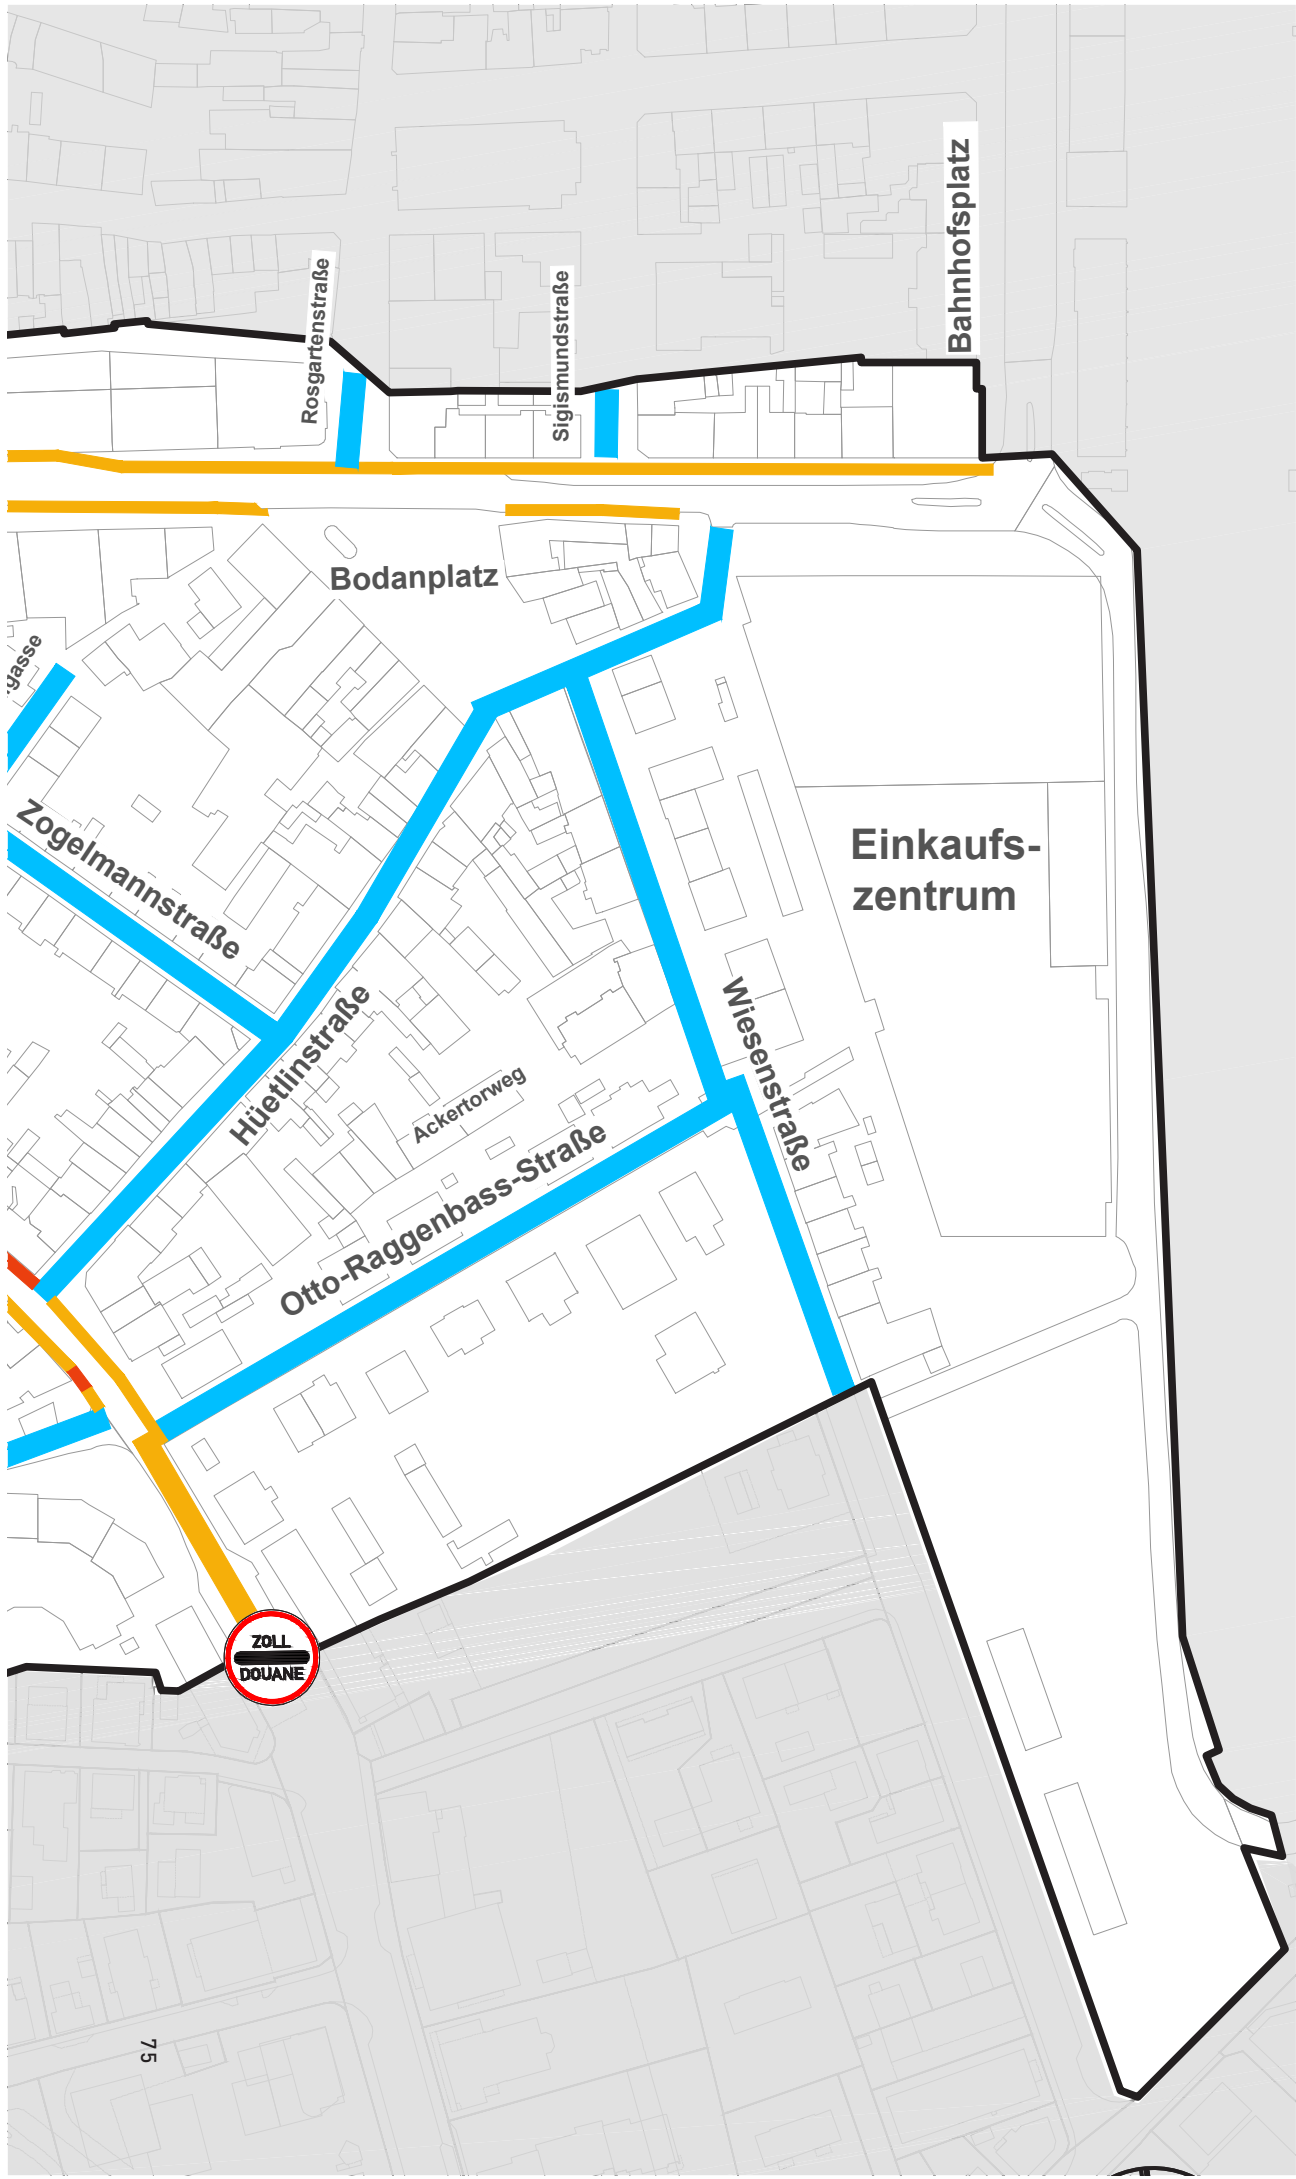 Bahnhofsplatz
Rosgartenstraße
Sigismundstraße
Bodanplatz
gasse
Zogelmannstraße
Einkaufs-
zentrum
Hüetlinstraße
Wiesenstraße
Ackertorweg
Otto-Raggenbass-Straße
ZOLL
DOUANE
75